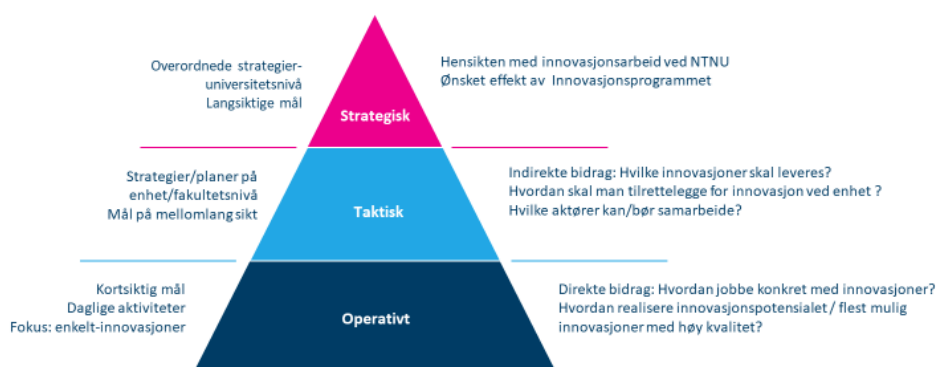 Overordnede strategier-
universitetsnivå
Langsiktige mål
Strategisk
Hensikten med innovasjonsarbeid ved NTNU
Ønsket effekt av Innovasjonsprogrammet
Strategier/planer på
enhet/fakultetsnivå
Mål på mellomlang sikt
Taktisk
Indirekte bidrag: Hvilke innovasjoner skal leveres?
Hvordan skal man tilrettelegge for innovasjon ved enhet ?
Hvilke aktører kan/bør samarbeide?
Kortsiktig mål
Daglige aktiviteter
Fokus: enkelt-innovasjoner
Operativt
Direkte bidrag: Hvordan jobbe konkret med innovasjoner?
Hvordan realisere innovasjonspotensialet / flest mulig
innovasjoner med høy kvalitet?